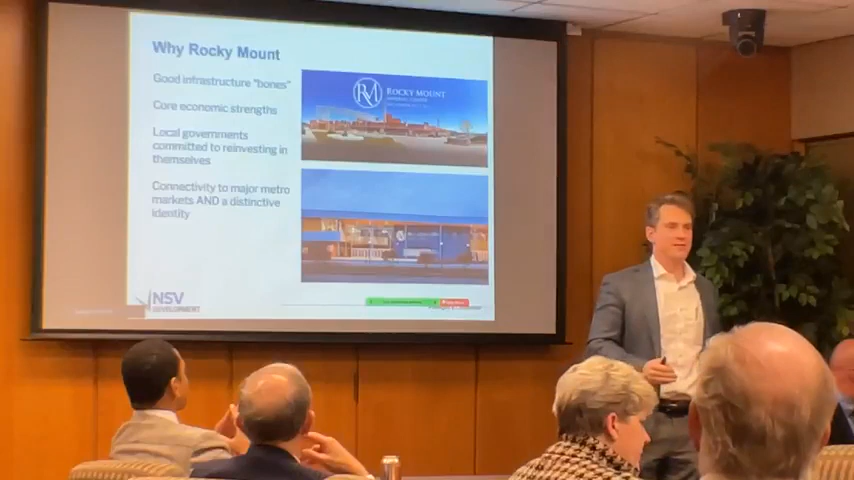 Why Rocky Mount
Good infrastructure "bones"
Core economic strengths
Local governments
committed to reinvesting in
themselves
Connectivity to major metro
markets AND a distinctive
identity
RM
ROCKY MOUNT
NSV
DEVELOPMENT